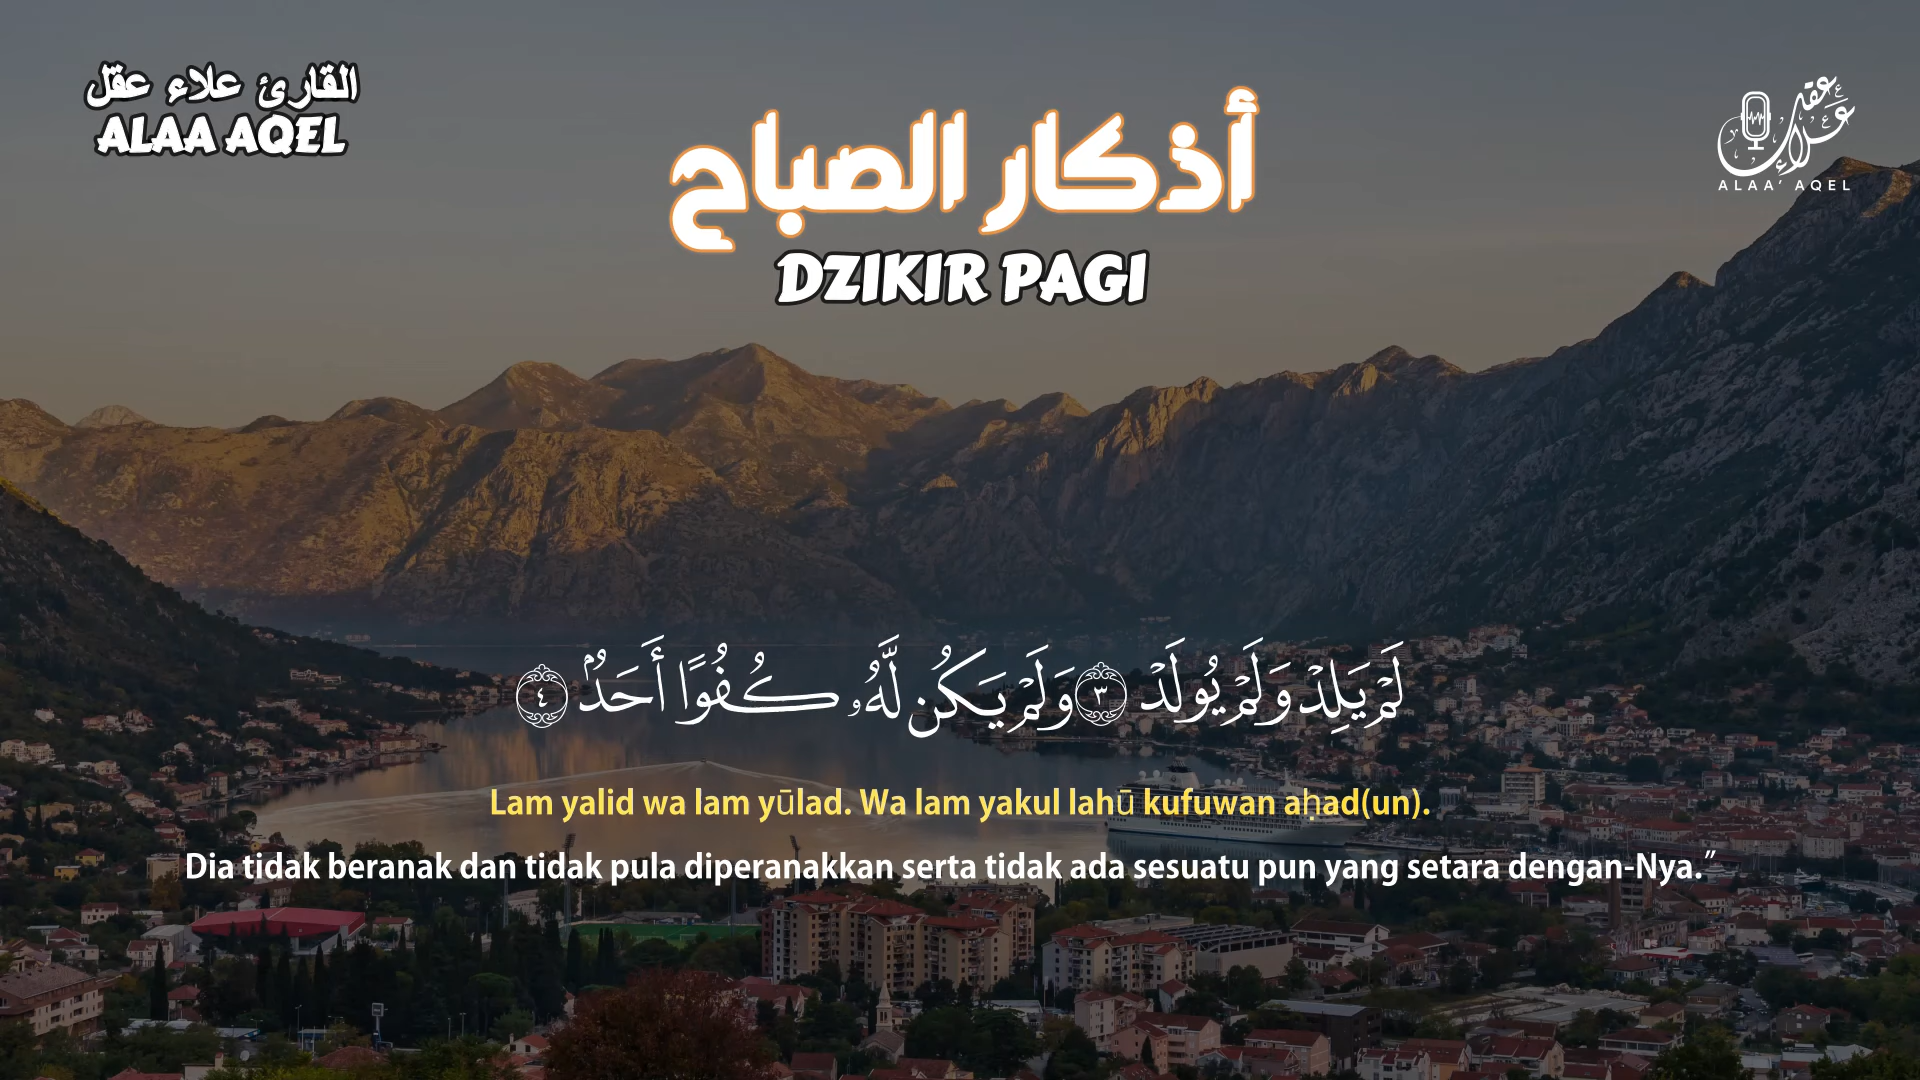 القارئ علاء عقل
ALAA AQEL
أذكار الصباح
DZIKIR PAGI
علاء عقل
ALAA' AQEL
لَمْ يَلِدْ وَلَمْ يُولَدْ ٣ وَلَمْ يَكُن لَّهُۥ كُفُوًا أَحَدٌۢ ٤
Lam yalid wa lam yūlad. Wa lam yakul lahū kufuwan aḥad(un).
Dia tidak beranak dan tidak pula diperanakkan serta tidak ada sesuatu pun yang setara dengan-Nya.”